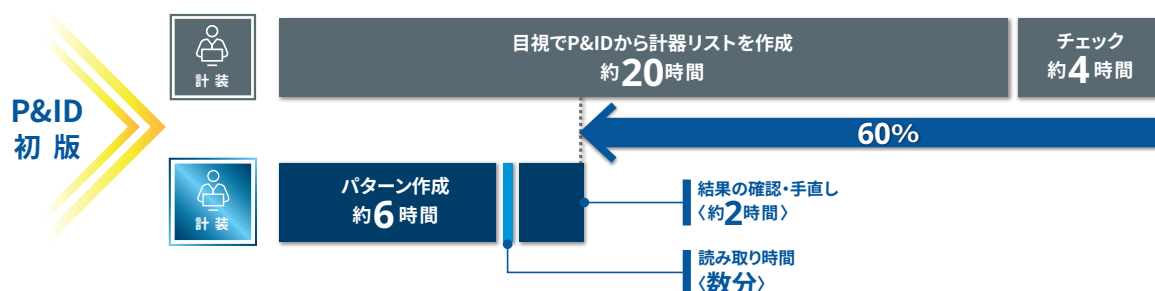 P&ID
初版
計装
目視でP&IDから計器リストを作成
約20時間
チェック
約4時間
60%
計装
パターン作成
約6時間
結果の確認・手直し
〈約2時間〉
読み取り時間
〈数分〉